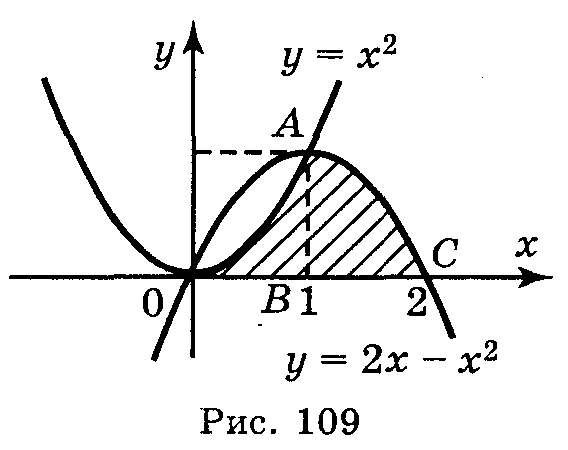 y
y = x²
A
x
C
0
B 1
2
y = 2x − x²
Рис. 109